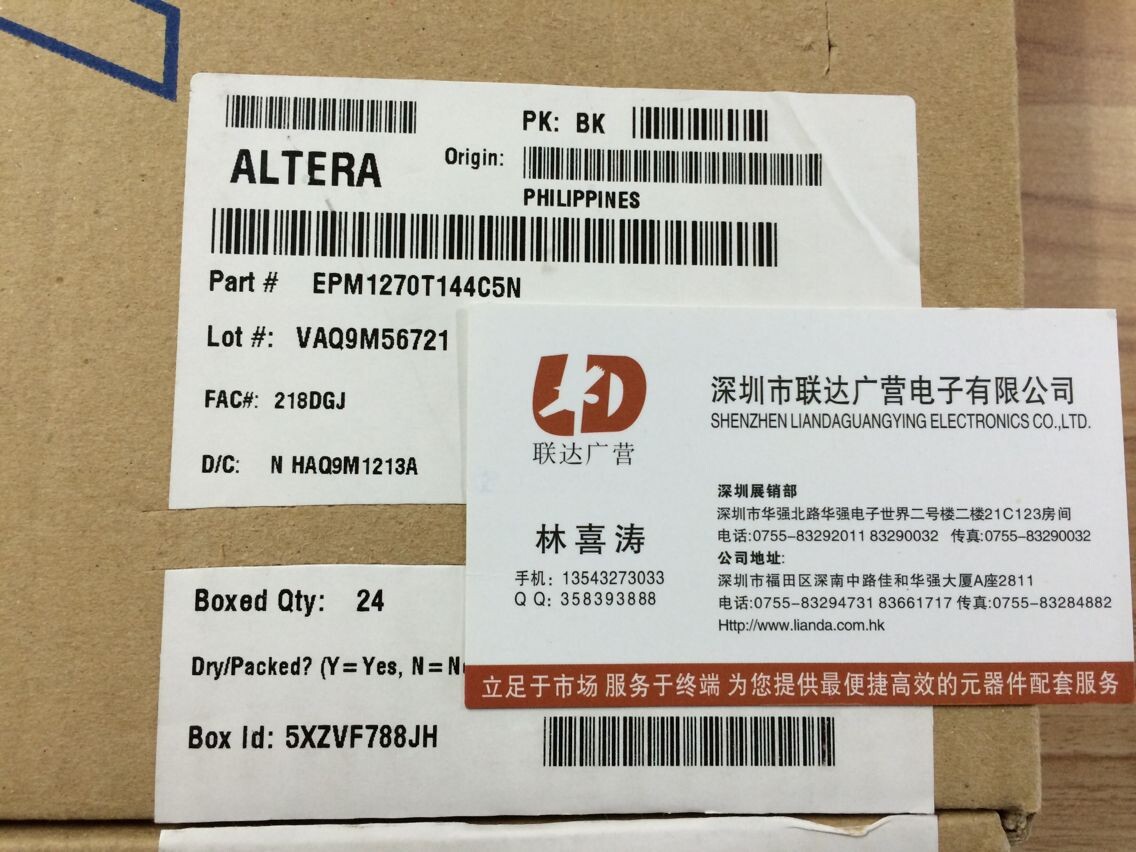 PK: BK
ALTERA
Origin:
PHILIPPINES
Part # EPM1270T144C5N
Lot #: VAQ9M56721
FAC#: 218DGJ
D/C: N HAQ9M1213A
Boxed Qty: 24
Dry/Packed? (Y=Yes, N=No
Box Id: 5XZVF788JH
LD
联达广营
深圳市联达广营电子有限公司
SHENZHEN LIANDAGUANGYING ELECTRONICS CO.,LTD.
林喜涛
手机: 13543273033
QQ: 358393888
深圳展销部
深圳市华强北路华强电子世界二号楼二楼21C123房间
电话:0755-83292011 83290032 传真:0755-83290032
公司地址:
深圳市福田区深南中路佳和华强大厦A座2811
电话:0755-83294731 83661717 传真:0755-83284882
Http://www.lianda.com.hk
立足于市场 服务于终端 为您提供最便捷高效的元器件配套服务